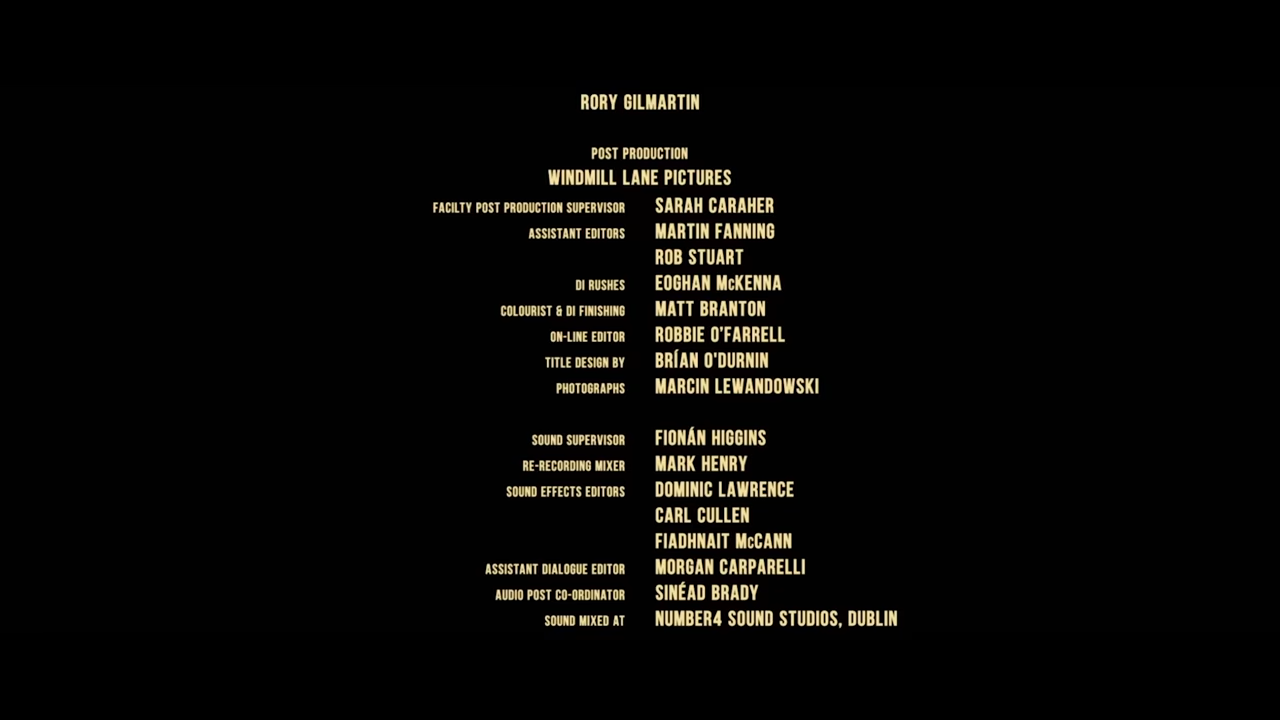 RORY GILMARTIN
POST PRODUCTION
WINDMILL LANE PICTURES
FACILTY POST PRODUCTION SUPERVISOR SARAH CARAHER
ASSISTANT EDITORS MARTIN FANNING
ROB STUART
DI RUSHES EOGHAN McKENNA
COLOURIST & DI FINISHING MATT BRANTON
ON-LINE EDITOR ROBBIE O'FARRELL
TITLE DESIGN BY BRÍAN O'DURNIN
PHOTOGRAPHS MARCIN LEWANDOWSKI
SOUND SUPERVISOR FIONÁN HIGGINS
RE-RECORDING MIXER MARK HENRY
SOUND EFFECTS EDITORS DOMINIC LAWRENCE
CARL CULLEN
FIADHNAIT McCANN
ASSISTANT DIALOGUE EDITOR MORGAN CARPARELLI
AUDIO POST CO-ORDINATOR SINÉAD BRADY
SOUND MIXED AT NUMBER4 SOUND STUDIOS, DUBLIN